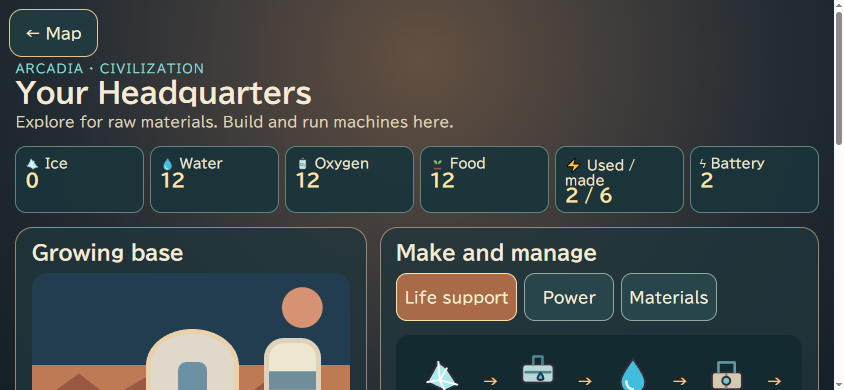 ← Map
ARCADIA · CIVILIZATION
Your Headquarters
Explore for raw materials. Build and run machines here.
Ice
0
Water
12
Oxygen
12
Food
12
Used /
made
2 / 6
Battery
2
Growing base
Make and manage
Life support
Power
Materials
→ → → →